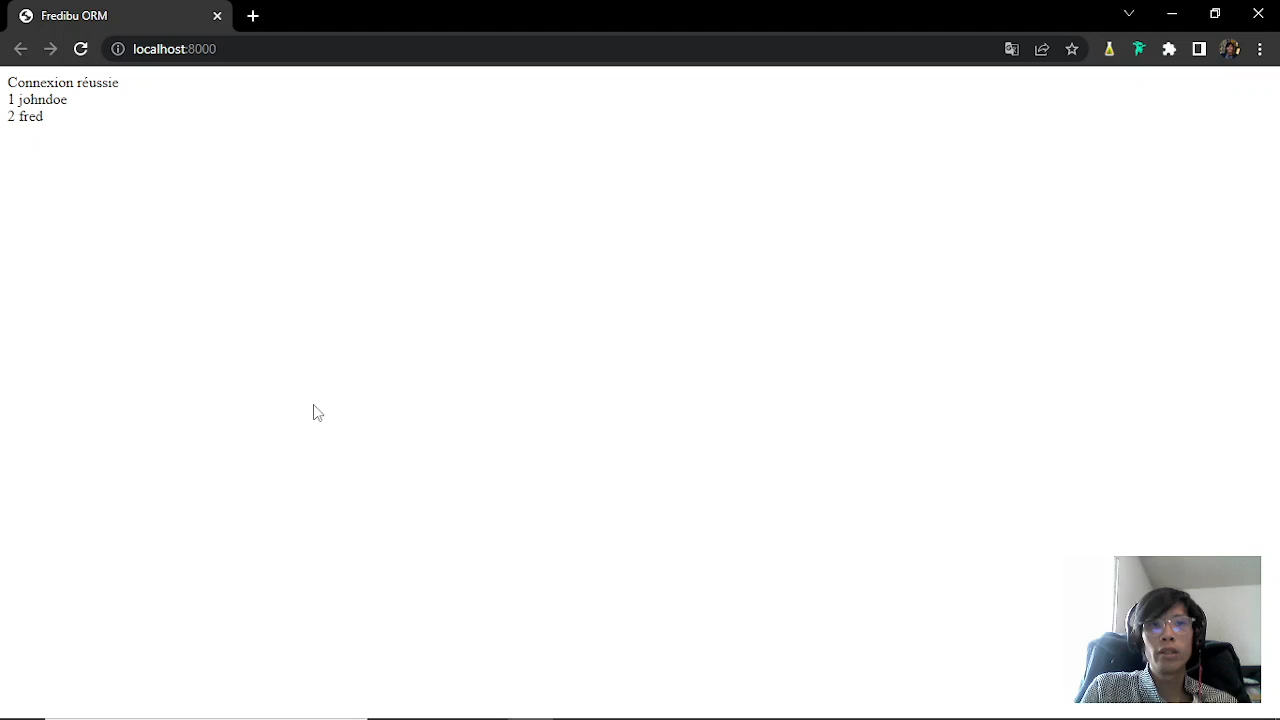 Fredibu ORM
localhost:8000
Connexion réussie
1 johndoe
2 fred